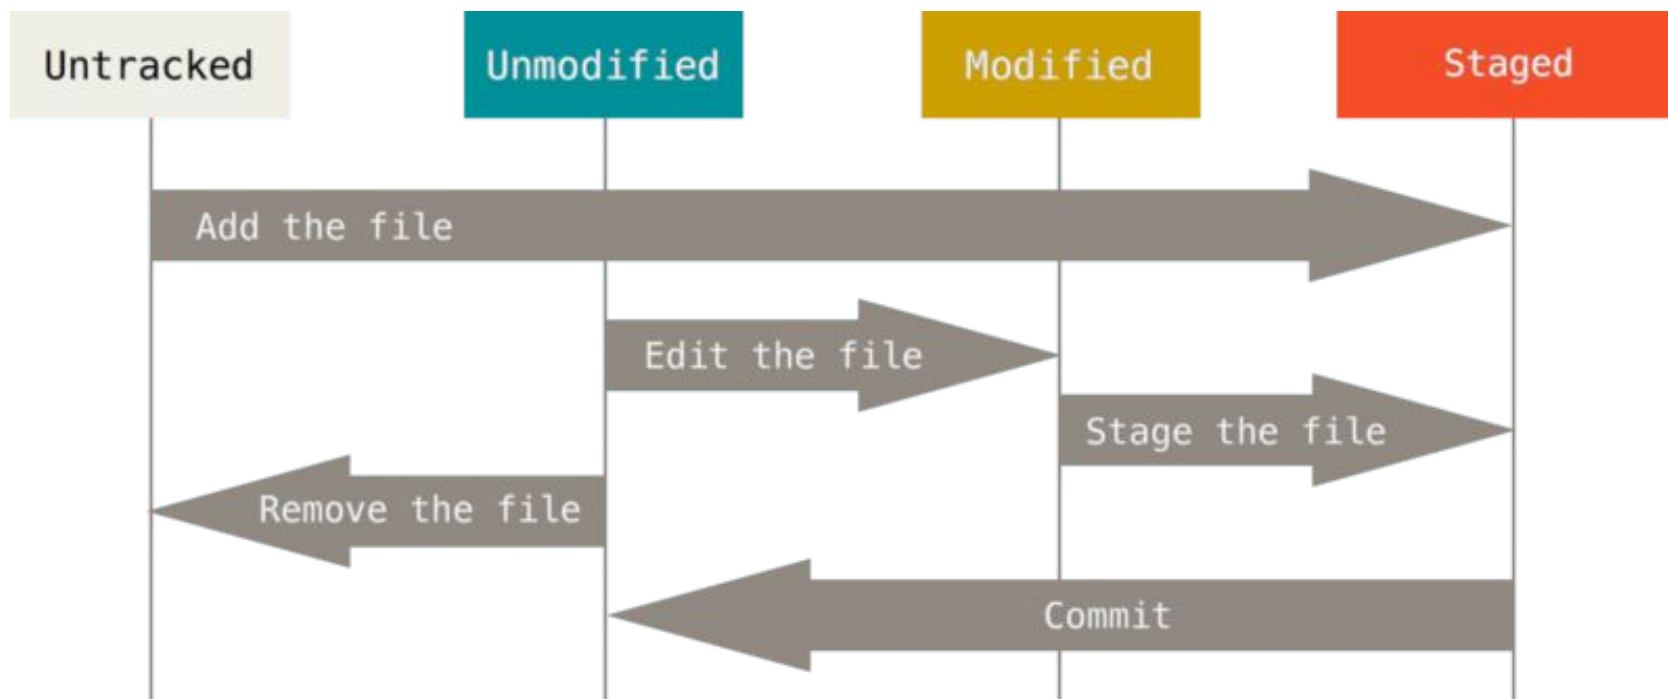 Untracked
Unmodified
Modified
Staged
Add the file
Edit the file
Stage the file
Remove the file
Commit